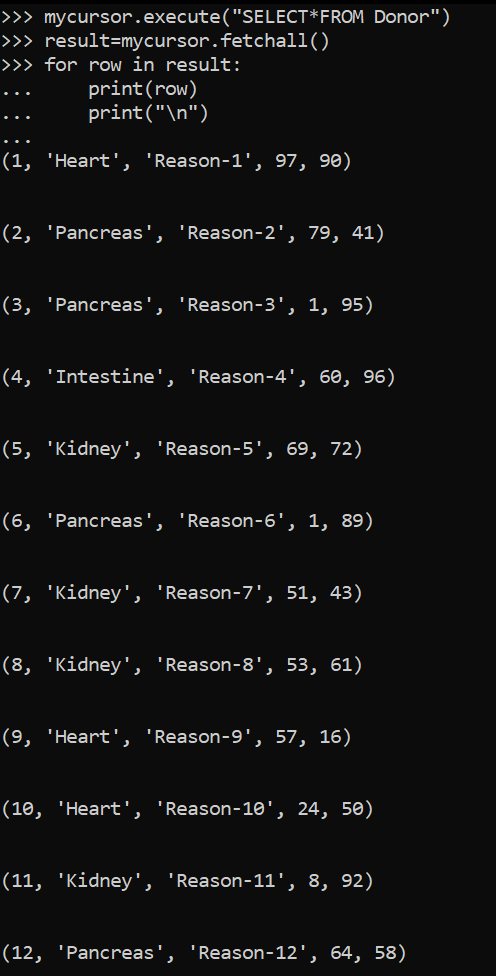 >>> mycursor.execute("SELECT*FROM Donor")
>>> result=mycursor.fetchall()
>>> for row in result:
...     print(row)
...     print("\n")
...
(1, 'Heart', 'Reason-1', 97, 90)
(2, 'Pancreas', 'Reason-2', 79, 41)
(3, 'Pancreas', 'Reason-3', 1, 95)
(4, 'Intestine', 'Reason-4', 60, 96)
(5, 'Kidney', 'Reason-5', 69, 72)
(6, 'Pancreas', 'Reason-6', 1, 89)
(7, 'Kidney', 'Reason-7', 51, 43)
(8, 'Kidney', 'Reason-8', 53, 61)
(9, 'Heart', 'Reason-9', 57, 16)
(10, 'Heart', 'Reason-10', 24, 50)
(11, 'Kidney', 'Reason-11', 8, 92)
(12, 'Pancreas', 'Reason-12', 64, 58)